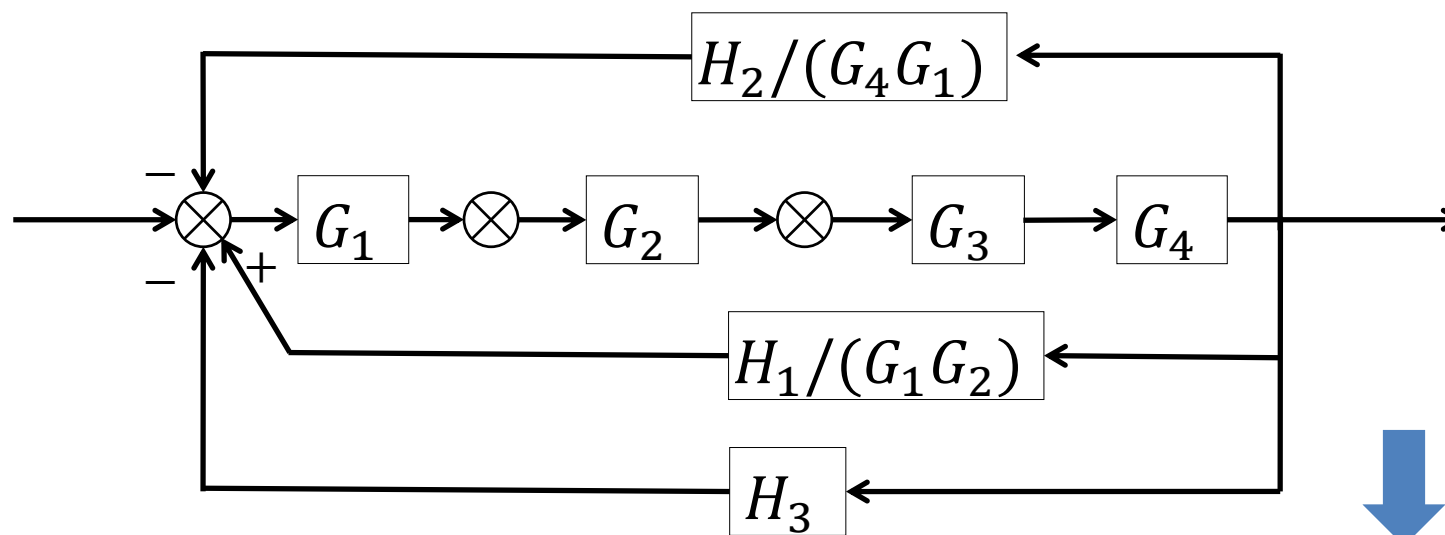 H₂/(G₄G₁)
−
G₁ G₂ G₃ G₄
− +
H₁/(G₁G₂)
H₃